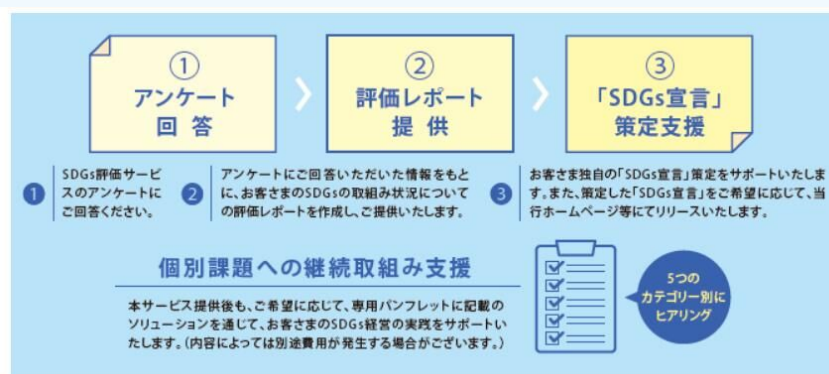 ①
アンケート
回 答
②
評価レポート
提 供
③
「SDGs宣言」
策定支援
1
SDGs評価サービ
スのアンケートに
ご回答ください。
2
アンケートにご回答いただいた情報をもと
に、お客さまのSDGsの取組み状況について
の評価レポートを作成し、ご提供いたします。
3
お客さま独自の「SDGs宣言」策定をサポートいたしま
す。また、策定した「SDGs宣言」をご希望に応じて、当
行ホームページ等にてリリースいたします。
個別課題への継続取組み支援
本サービス提供後も、ご希望に応じて、専用パンフレットに記載の
ソリューションを通じて、お客さまのSDGs経営の実践をサポートい
たします。(内容によっては別途費用が発生する場合がございます。)
5つの
カテゴリー別に
ヒアリング